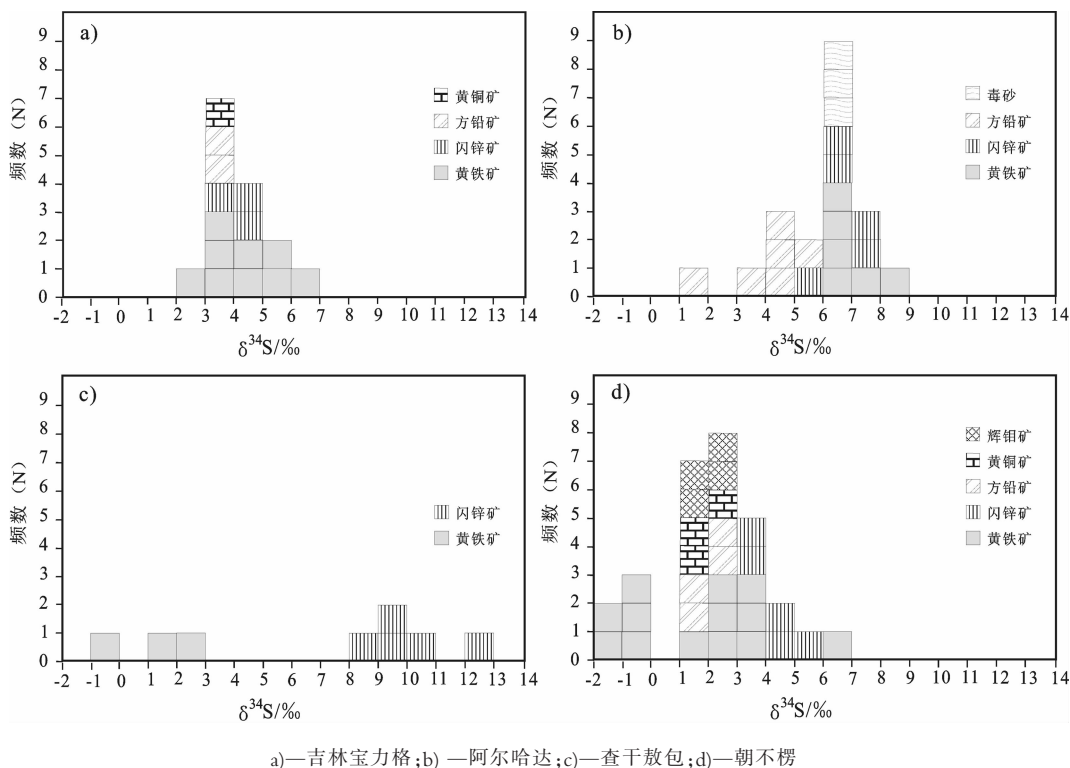 a)
频数（N）
9
8
7
6
5
4
3
2
1
0
黄铜矿
方铅矿
闪锌矿
黄铁矿
-2 -1 0 1 2 3 4 5 6 7 8 9 10 11 12 13 14
δ³⁴S/‰
b)
频数（N）
9
8
7
6
5
4
3
2
1
0
毒砂
方铅矿
闪锌矿
黄铁矿
-2 -1 0 1 2 3 4 5 6 7 8 9 10 11 12 13 14
δ³⁴S/‰
c)
频数（N）
9
8
7
6
5
4
3
2
1
0
闪锌矿
黄铁矿
-2 -1 0 1 2 3 4 5 6 7 8 9 10 11 12 13 14
δ³⁴S/‰
d)
频数（N）
9
8
7
6
5
4
3
2
1
0
辉钼矿
黄铜矿
方铅矿
闪锌矿
黄铁矿
-2 -1 0 1 2 3 4 5 6 7 8 9 10 11 12 13 14
δ³⁴S/‰
a)—吉林宝力格;b) —阿尔哈达;c)—查干敖包;d)—朝不楞